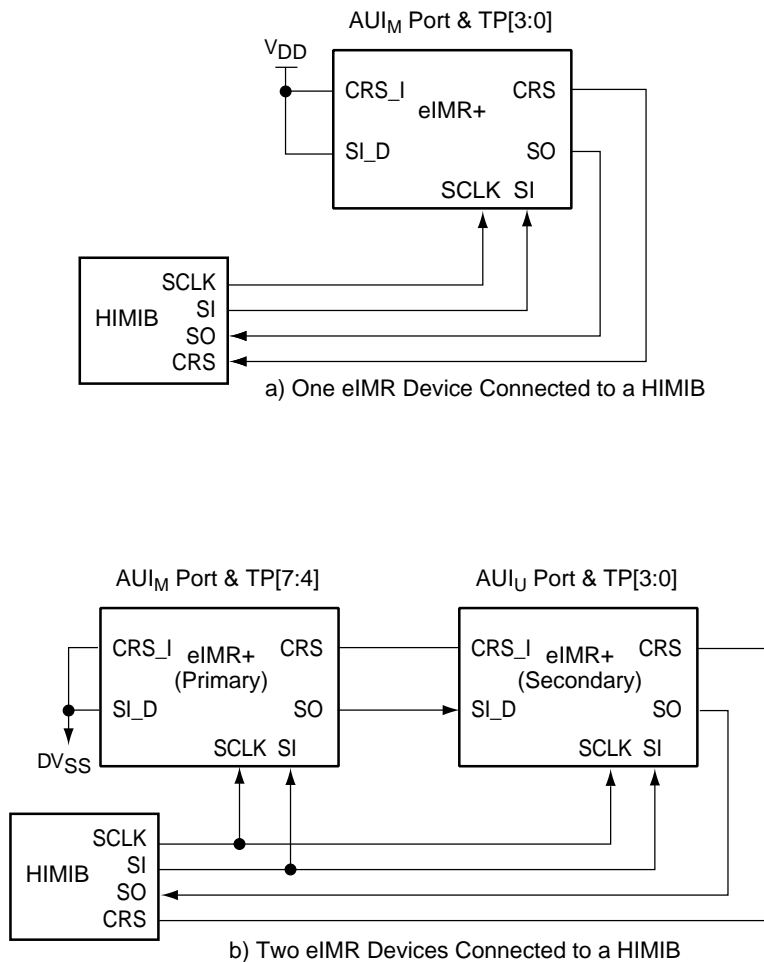 AUIM Port & TP[3:0]
VDD
CRS_I
CRS
eIMR+
SI_D
SO
SCLK SI
SCLK
SI
HIMIB
SO
CRS
a) One eIMR Device Connected to a HIMIB
AUIM Port & TP[7:4]
AUIU Port & TP[3:0]
CRS_I
eIMR+
(Primary)
CRS
SI_D
SO
SCLK SI
DVSS
CRS_I
eIMR+
(Secondary)
CRS
SI_D
SO
SCLK SI
SCLK
SI
HIMIB
SO
CRS
b) Two eIMR Devices Connected to a HIMIB